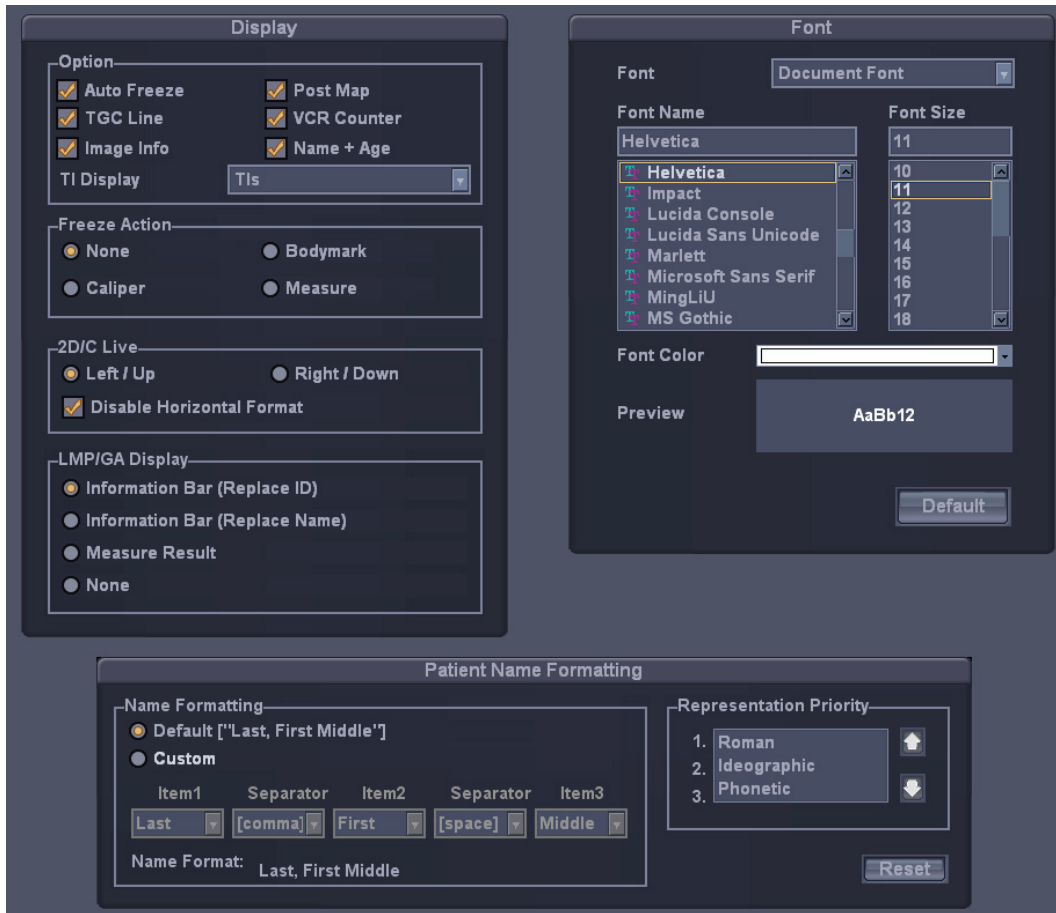 Display
Option
Auto Freeze
Post Map
TGC Line
VCR Counter
Image Info
Name + Age
TI Display
TIs
Freeze Action
None
Bodymark
Caliper
Measure
2D/C Live
Left / Up
Right / Down
Disable Horizontal Format
LMP/GA Display
Information Bar (Replace ID)
Information Bar (Replace Name)
Measure Result
None
Font
Font
Document Font
Font Name
Font Size
Helvetica
11
Helvetica
Impact
Lucida Console
Lucida Sans Unicode
Marlett
Microsoft Sans Serif
MingLiU
MS Gothic
10
11
12
13
14
15
16
17
18
Font Color
Preview
AaBb12
Default
Patient Name Formatting
Name Formatting
Default ["Last, First Middle"]
Custom
Item1 Separator Item2 Separator Item3
Last [comma] First [space] Middle
Name Format: Last, First Middle
Representation Priority
1. Roman
2. Ideographic
3. Phonetic
Reset